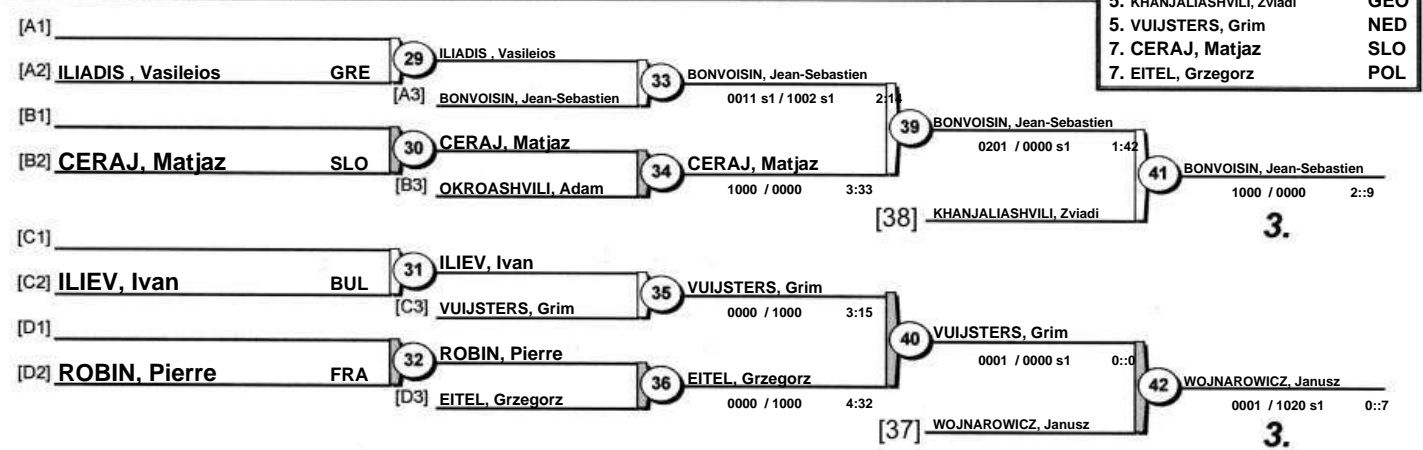 5. KHANJALIASHVILI, Zviadi GEO
5. VUIJSTERS, Grim NED
7. CERAJ, Matjaz SLO
7. EITEL, Grzegorz POL
[A1]
[A2] ILIADIS , Vasileios GRE
29
ILIADIS , Vasileios
[A3] BONVOISIN, Jean-Sebastien
33
BONVOISIN, Jean-Sebastien
0011 s1 / 1002 s1 2:14
[B1]
[B2] CERAJ, Matjaz SLO
30
CERAJ, Matjaz
[B3] OKROASHVILI, Adam
34
CERAJ, Matjaz
1000 / 0000 3:33
39
BONVOISIN, Jean-Sebastien
0201 / 0000 s1 1:42
[38] KHANJALIASHVILI, Zviadi
41
BONVOISIN, Jean-Sebastien
1000 / 0000 2::9
3.
[C1]
[C2] ILIEV, Ivan BUL
31
ILIEV, Ivan
[C3] VUIJSTERS, Grim
35
VUIJSTERS, Grim
0000 / 1000 3:15
[D1]
[D2] ROBIN, Pierre FRA
32
ROBIN, Pierre
[D3] EITEL, Grzegorz
36
EITEL, Grzegorz
0000 / 1000 4:32
40
VUIJSTERS, Grim
0001 / 0000 s1 0::0
[37] WOJNAROWICZ, Janusz
42
WOJNAROWICZ, Janusz
0001 / 1020 s1 0::7
3.